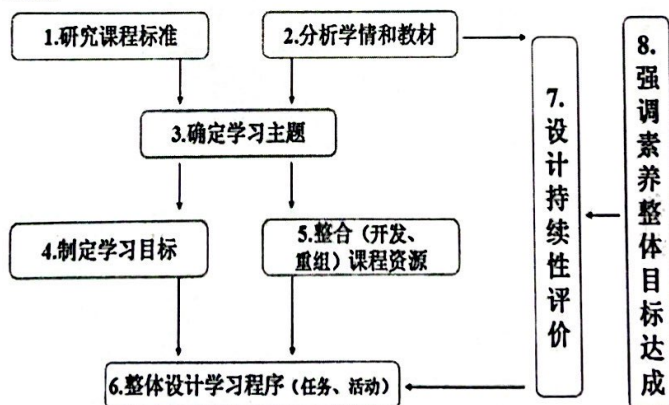 1.研究课程标准
2.分析学情和教材
3.确定学习主题
4.制定学习目标
5.整合（开发、
重组）课程资源
6.整体设计学习程序（任务、活动）
7.设计持续性评价
8.强调素养整体目标达成